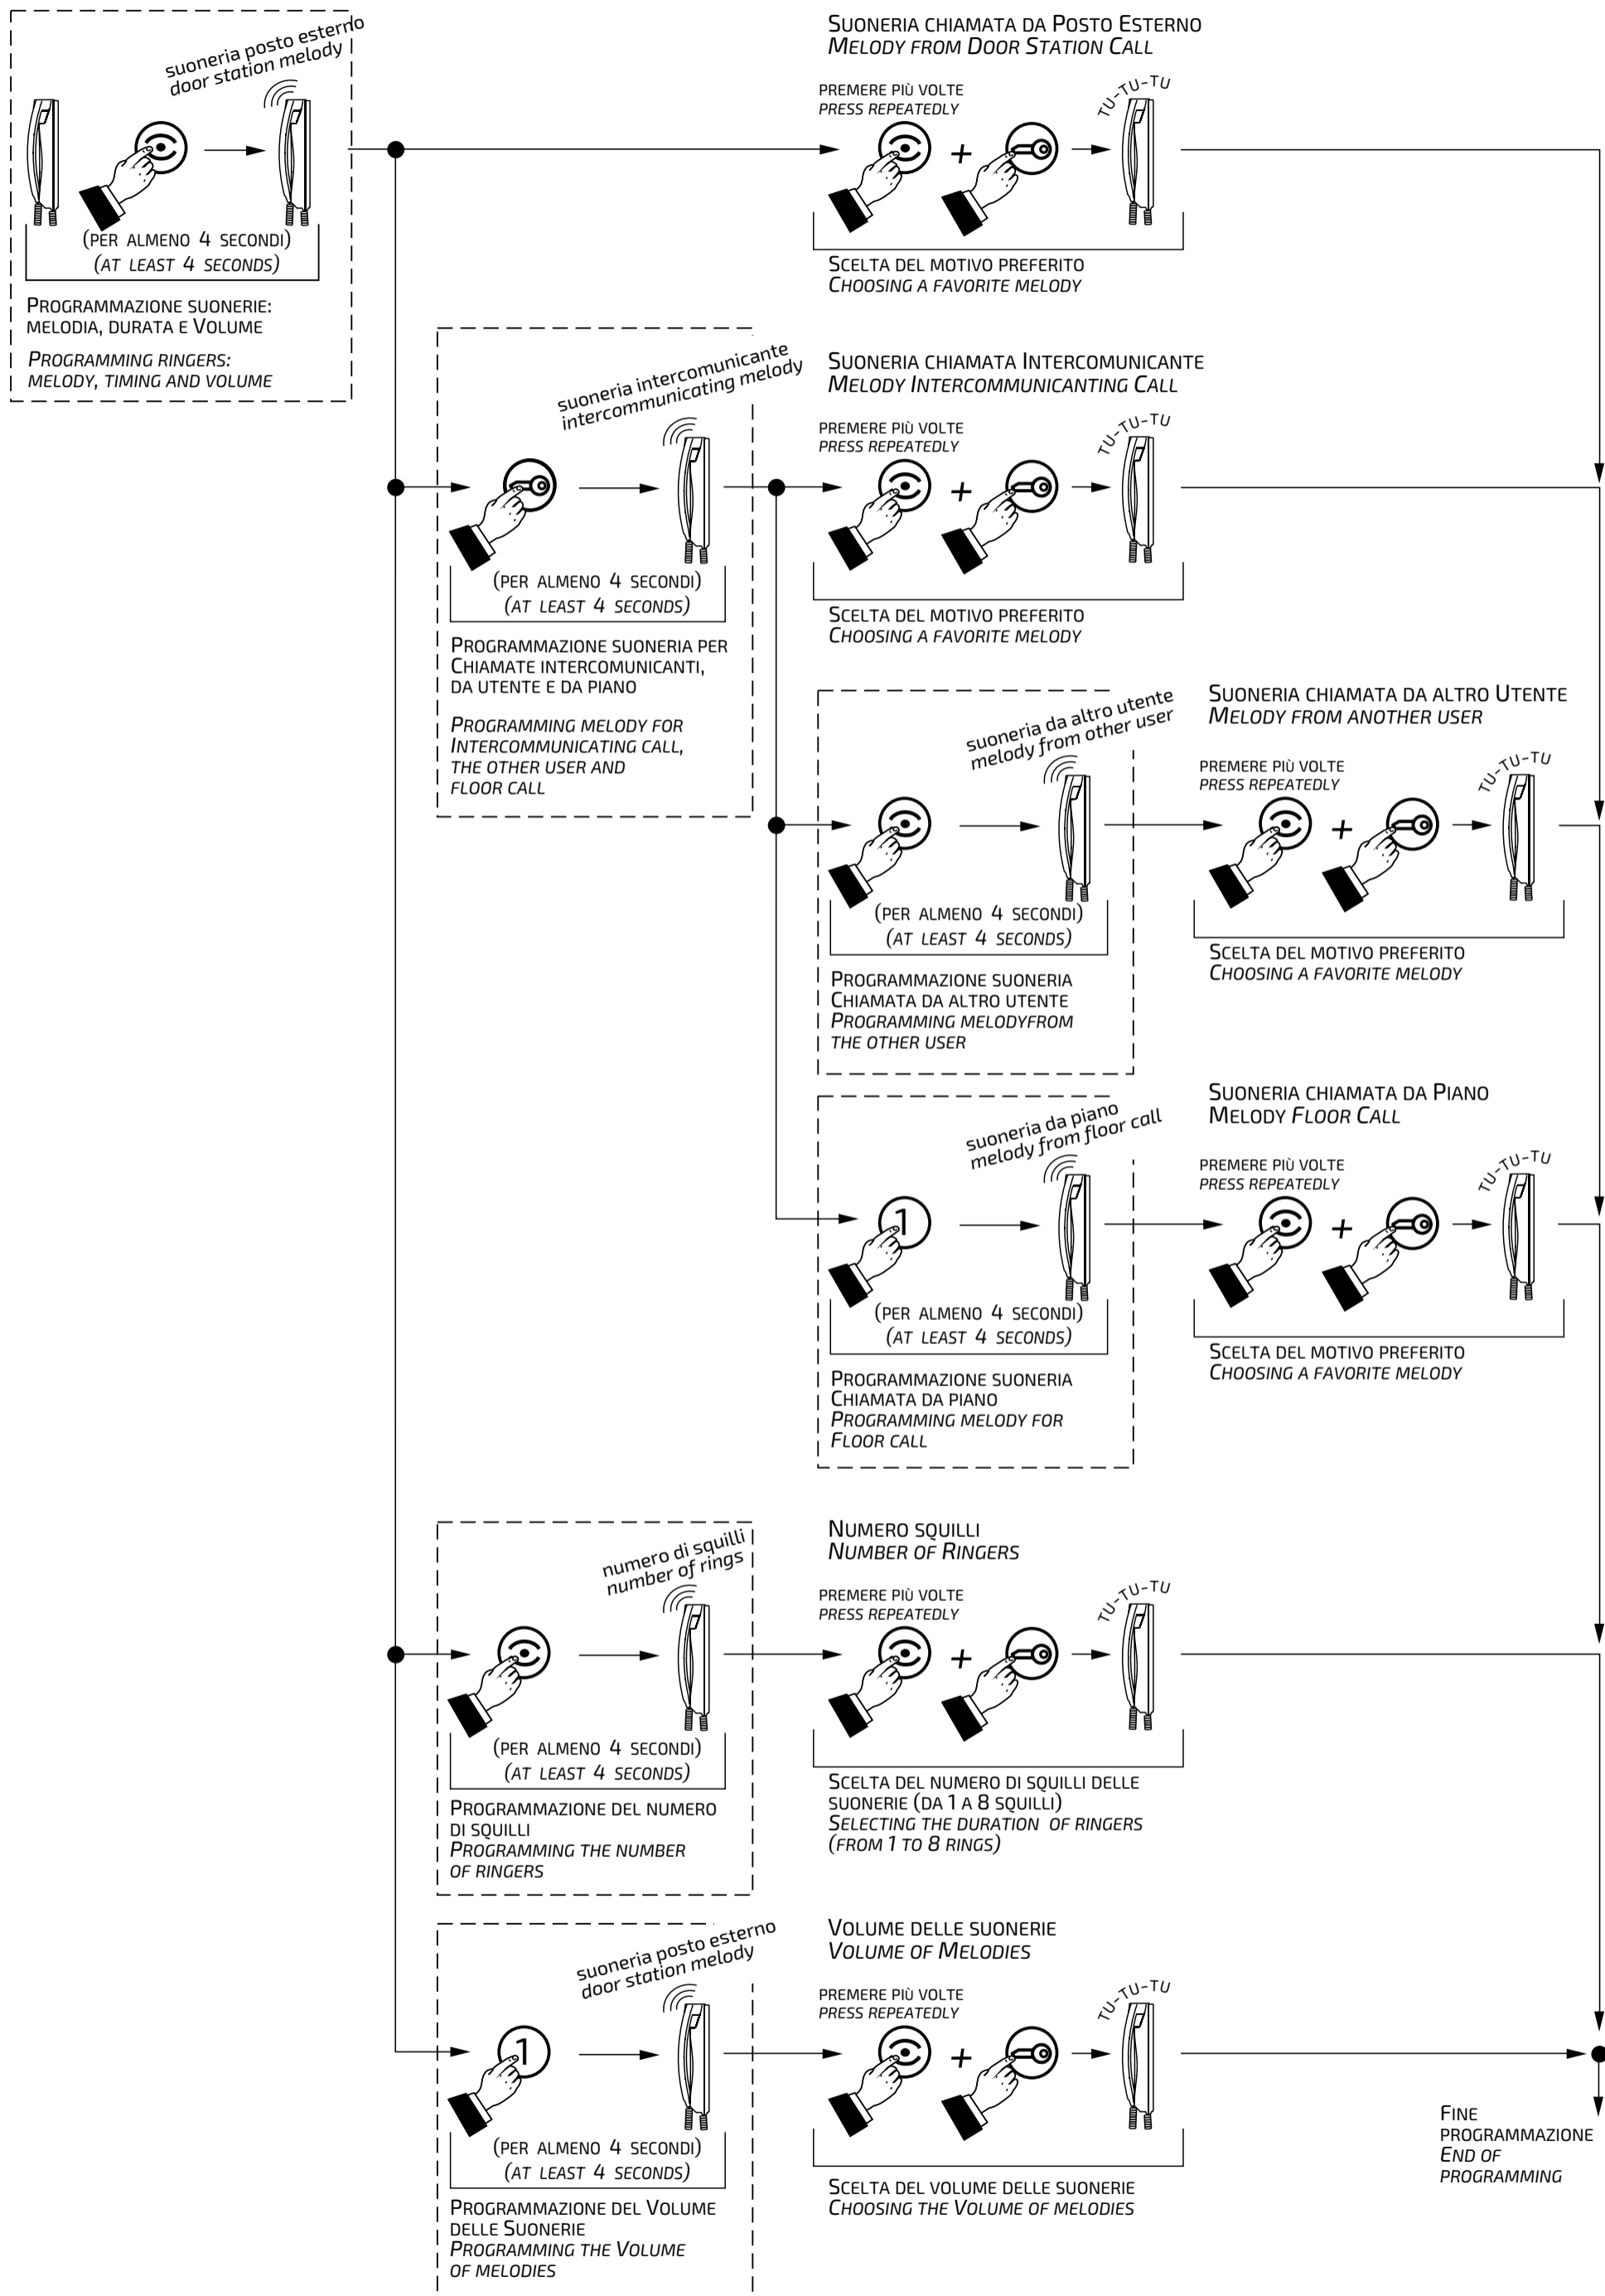 suoneria posto esterno
door station melody
(PER ALMENO 4 SECONDI)
(AT LEAST 4 SECONDS)
PROGRAMMAZIONE SUONERIE:
MELODIA, DURATA E VOLUME
PROGRAMMING RINGERS:
MELODY, TIMING AND VOLUME
SUONERIA CHIAMATA DA POSTO ESTERNO
MELODY FROM DOOR STATION CALL
PREMERE PIÙ VOLTE
PRESS REPEATEDLY
+
TU-TU-TU
SCELTA DEL MOTIVO PREFERITO
CHOOSING A FAVORITE MELODY
suoneria intercomunicante
intercommunicating melody
(PER ALMENO 4 SECONDI)
(AT LEAST 4 SECONDS)
PROGRAMMAZIONE SUONERIA PER
CHIAMATE INTERCOMUNICANTI,
DA UTENTE E DA PIANO
PROGRAMMING MELODY FOR
INTERCOMMUNICATING CALL,
THE OTHER USER AND
FLOOR CALL
SUONERIA CHIAMATA INTERCOMUNICANTE
MELODY INTERCOMMUNICANTING CALL
PREMERE PIÙ VOLTE
PRESS REPEATEDLY
+
TU-TU-TU
SCELTA DEL MOTIVO PREFERITO
CHOOSING A FAVORITE MELODY
suoneria da altro utente
melody from other user
(PER ALMENO 4 SECONDI)
(AT LEAST 4 SECONDS)
PROGRAMMAZIONE SUONERIA
CHIAMATA DA ALTRO UTENTE
PROGRAMMING MELODYFROM
THE OTHER USER
SUONERIA CHIAMATA DA ALTRO UTENTE
MELODY FROM ANOTHER USER
PREMERE PIÙ VOLTE
PRESS REPEATEDLY
+
TU-TU-TU
SCELTA DEL MOTIVO PREFERITO
CHOOSING A FAVORITE MELODY
suoneria da piano
melody from floor call
1
(PER ALMENO 4 SECONDI)
(AT LEAST 4 SECONDS)
PROGRAMMAZIONE SUONERIA
CHIAMATA DA PIANO
PROGRAMMING MELODY FOR
FLOOR CALL
SUONERIA CHIAMATA DA PIANO
MELODY FLOOR CALL
PREMERE PIÙ VOLTE
PRESS REPEATEDLY
+
TU-TU-TU
SCELTA DEL MOTIVO PREFERITO
CHOOSING A FAVORITE MELODY
numero di squilli
number of rings
(PER ALMENO 4 SECONDI)
(AT LEAST 4 SECONDS)
PROGRAMMAZIONE DEL NUMERO
DI SQUILLI
PROGRAMMING THE NUMBER
OF RINGERS
NUMERO SQUILLI
NUMBER OF RINGERS
PREMERE PIÙ VOLTE
PRESS REPEATEDLY
+
TU-TU-TU
SCELTA DEL NUMERO DI SQUILLI DELLE
SUONERIE (DA 1 A 8 SQUILLI)
SELECTING THE DURATION OF RINGERS
(FROM 1 TO 8 RINGS)
suoneria posto esterno
door station melody
1
(PER ALMENO 4 SECONDI)
(AT LEAST 4 SECONDS)
PROGRAMMAZIONE DEL VOLUME
DELLE SUONERIE
PROGRAMMING THE VOLUME
OF MELODIES
VOLUME DELLE SUONERIE
VOLUME OF MELODIES
PREMERE PIÙ VOLTE
PRESS REPEATEDLY
+
TU-TU-TU
SCELTA DEL VOLUME DELLE SUONERIE
CHOOSING THE VOLUME OF MELODIES
FINE
PROGRAMMAZIONE
END OF
PROGRAMMING